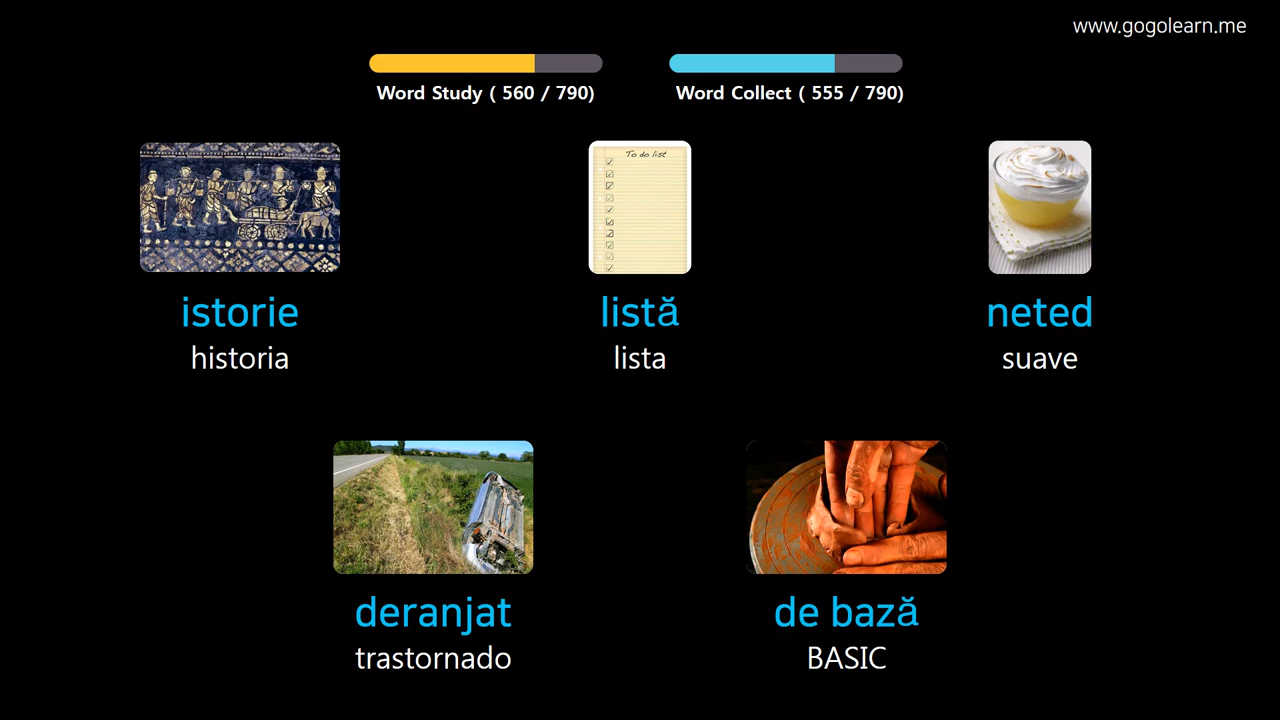 www.gogolearn.me
Word Study ( 560 / 790)
Word Collect ( 555 / 790)
To do list
istorie
historia
listă
lista
neted
suave
deranjat
trastornado
de bază
BASIC